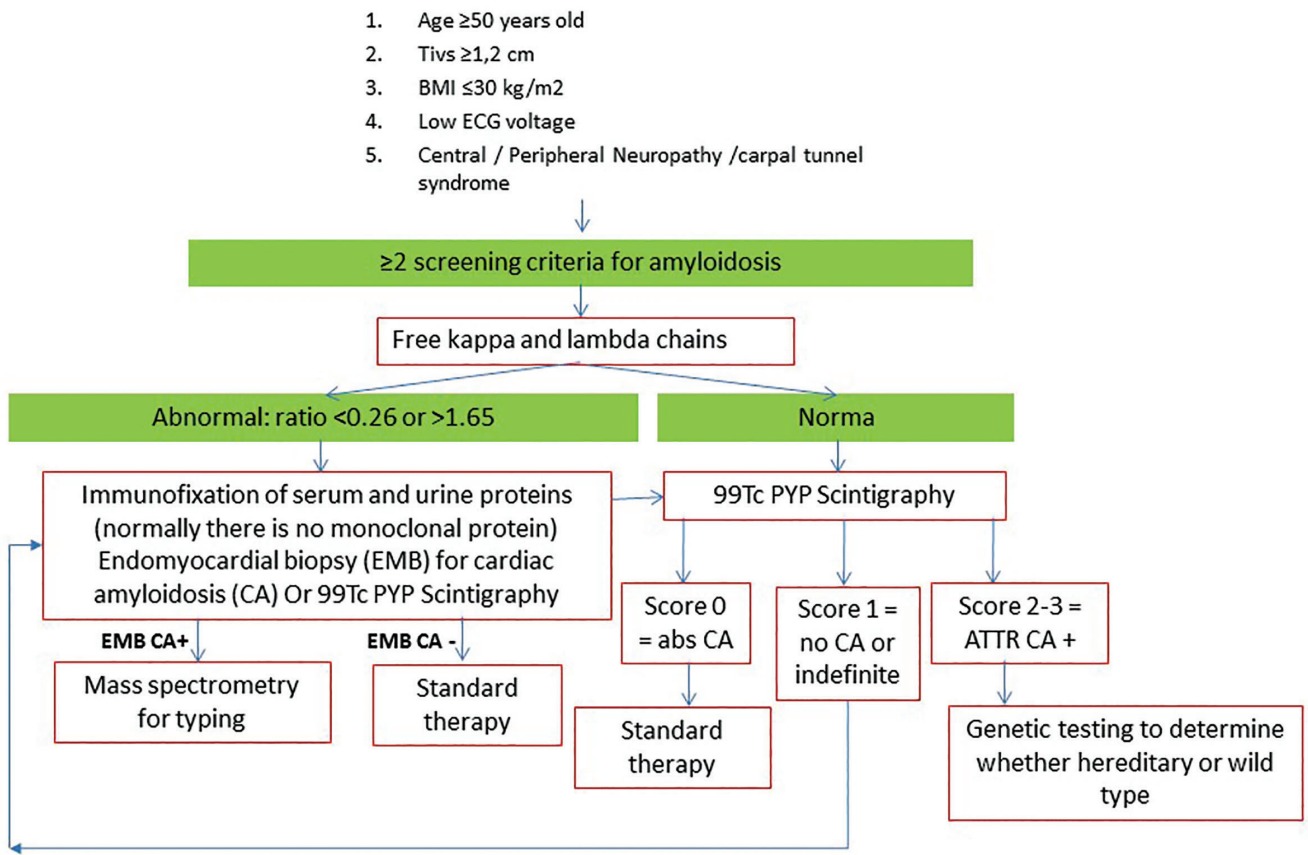 1. Age ≥50 years old
2. Tivs ≥1,2 cm
3. BMI ≤30 kg/m2
4. Low ECG voltage
5. Central / Peripheral Neuropathy /carpal tunnel
syndrome
≥2 screening criteria for amyloidosis
Free kappa and lambda chains
Abnormal: ratio <0.26 or >1.65
Norma
Immunofixation of serum and urine proteins
(normally there is no monoclonal protein)
Endomyocardial biopsy (EMB) for cardiac
amyloidosis (CA) Or 99Tc PYP Scintigraphy
99Tc PYP Scintigraphy
EMB CA+
EMB CA -
Mass spectrometry
for typing
Standard
therapy
Score 0
= abs CA
Score 1 =
no CA or
indefinite
Score 2-3 =
ATTR CA +
Standard
therapy
Genetic testing to determine
whether hereditary or wild
type